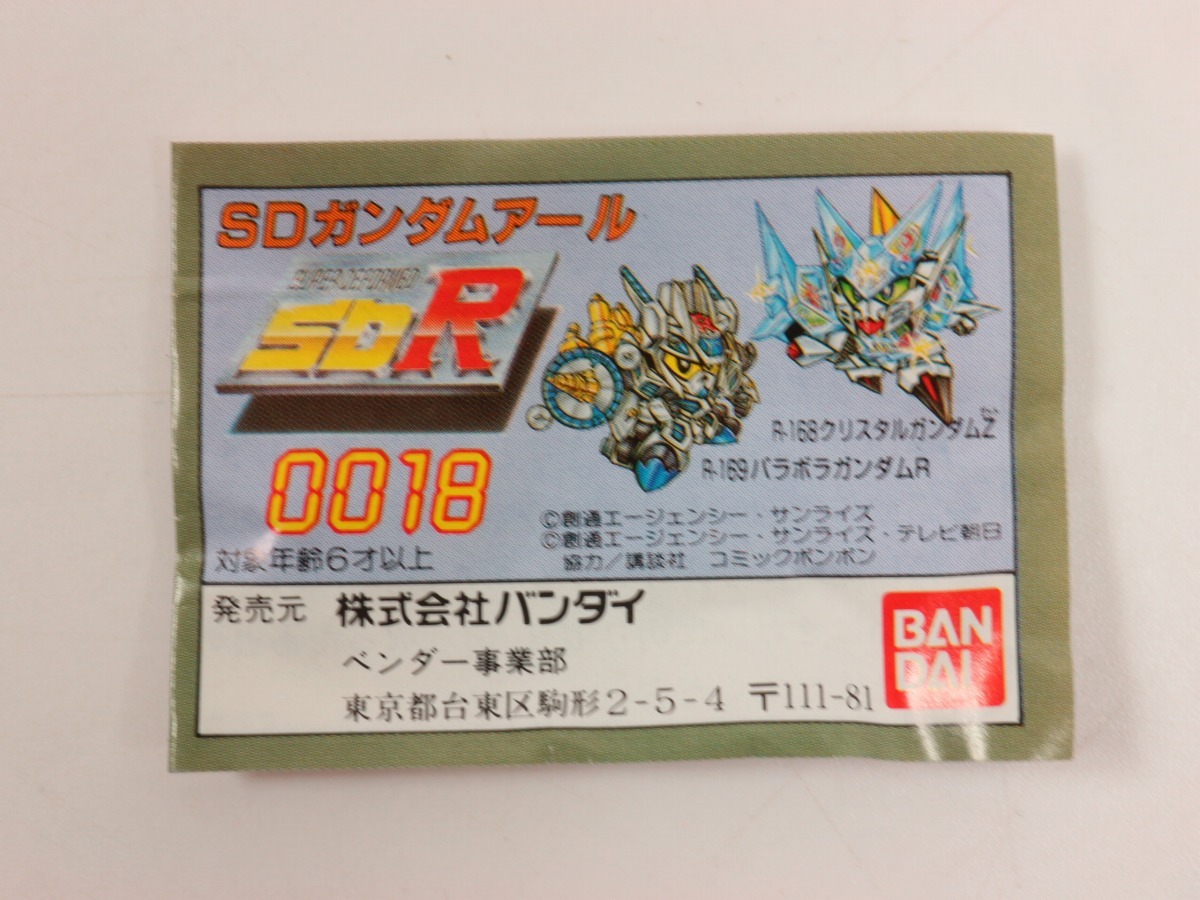 SDガンダムアール
SUPER DEFORMED
SDR
R-168クリスタルガンダムZ
R-169パラボラガンダムR
0018
対象年齢6才以上
©創通エージェンシー・サンライズ
©創通エージェンシー・サンライズ・テレビ朝日
協力/講談社 コミックボンボン
発売元 株式会社バンダイ
ベンダー事業部
東京都台東区駒形2-5-4 〒111-81
BAN
DAI